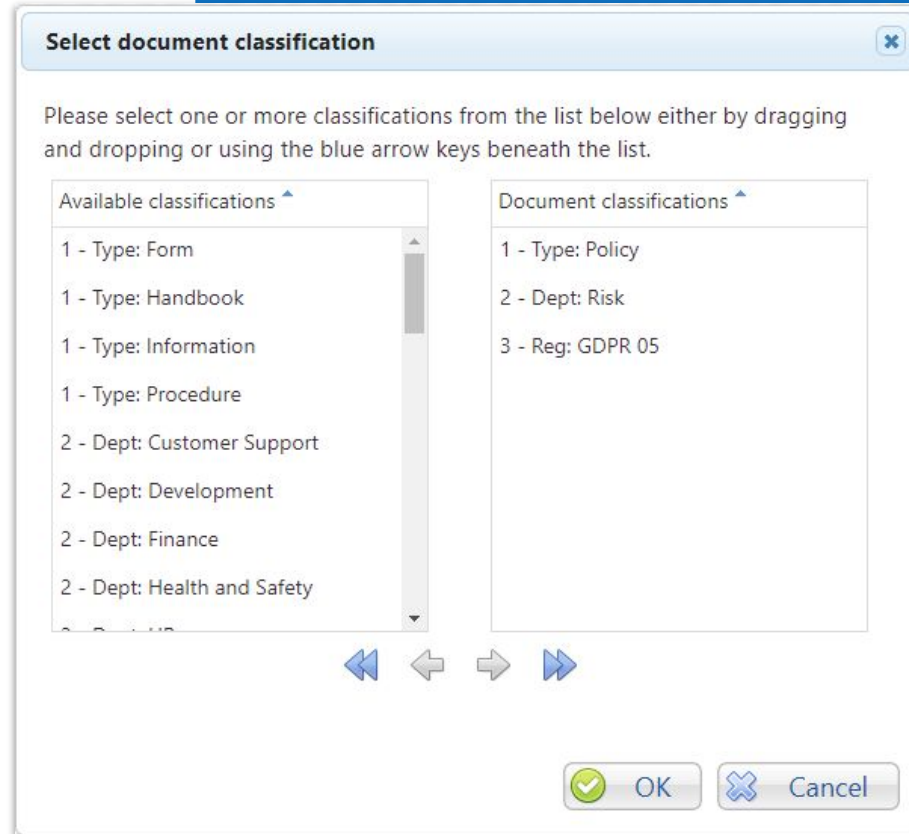 Select document classification
Please select one or more classifications from the list below either by dragging
and dropping or using the blue arrow keys beneath the list.
Available classifications
1 - Type: Form
1 - Type: Handbook
1 - Type: Information
1 - Type: Procedure
2 - Dept: Customer Support
2 - Dept: Development
2 - Dept: Finance
2 - Dept: Health and Safety
Document classifications
1 - Type: Policy
2 - Dept: Risk
3 - Reg: GDPR 05
OK
Cancel